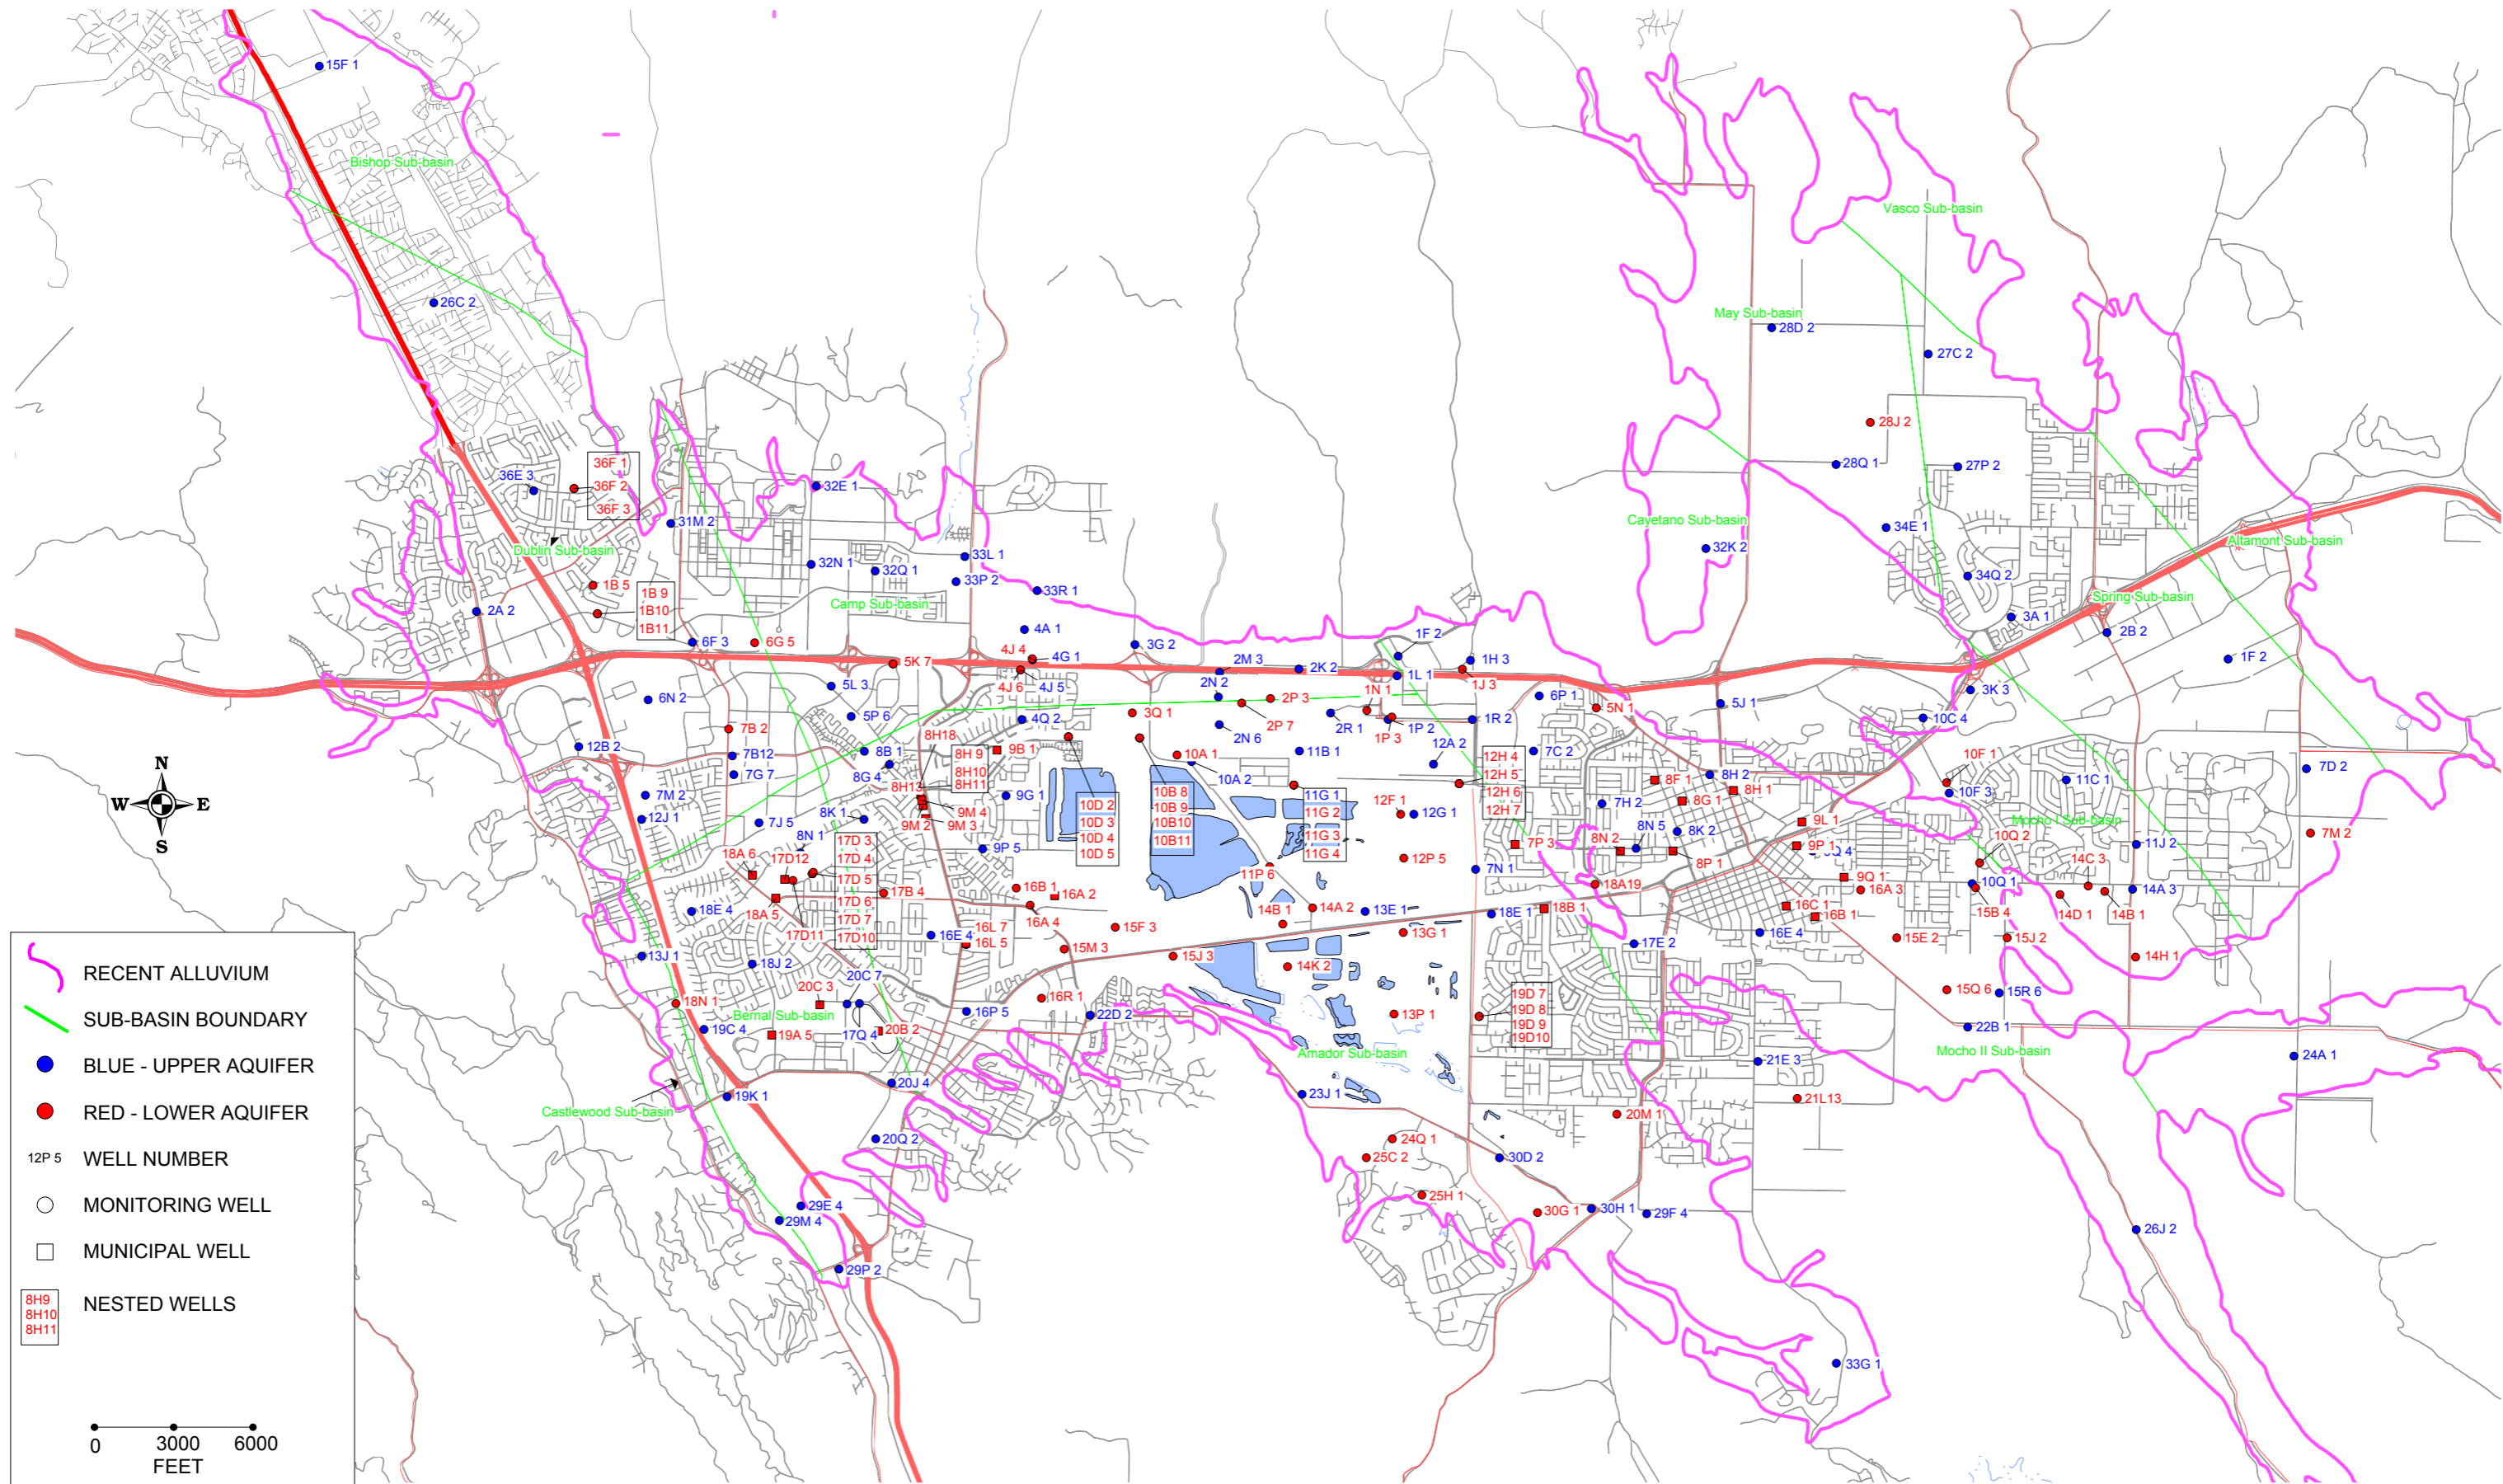 15F 1
Bishop Sub-basin
Vasco Sub-basin
26C 2
May Sub-basin
28D 2
27C 2
28J 2
36E 3
36F 1
36F 2
36F 3
32E 1
28Q 1
27P 2
31M 2
Cayetano Sub-basin
34E 1
Altamont Sub-basin
Dublin Sub-basin
33L 1
32K 2
32N 1
32Q 1
33P 2
34Q 2
1B 5
33R 1
1B 9
1B10
1B11
Camp Sub-basin
Spring Sub-basin
2A 2
3A 1
4A 1
2B 2
6F 3
6G 5
3G 2
1F 2
4J 4
4G 1
5K 7
2M 3
2K 2
1H 3
1F 2
4J 6
4J 5
1L 1
1J 3
5L 3
2N 2
1N 1
3K 3
6N 2
2P 3
6P 1
5N 1
5J 1
5P 6
4Q 2
3Q 1
2P 7
2R 1
1P 3
1P 2
1R 2
10C 4
2N 6
7B 2
8H18
12B 2
7B12
8B 1
9B 1
10A 1
11B 1
12A 2
7C 2
8H 9
8H10
8H11
12H 4
12H 5
12H 6
12H 7
7G 7
8G 4
10A 2
8F 1
8H 2
10F 1
11C 1
7D 2
8H13
8H 1
7M 2
9G 1
10D 2
10D 3
10D 4
10D 5
10B 8
10B 9
10B10
10B11
11G 1
11G 2
11G 3
11G 4
12F 1
12G 1
7H 2
8G 1
10F 3
12J 1
7J 5
8K 1
9M 4
9M 2
9M 3
9L 1
Mocho I Sub-basin
8N 1
8N 5
8K 2
10Q 2
7M 2
17D 3
17D 4
17D 5
17D 6
17D 7
17D10
9P 5
12P 5
7P 3
8N 2
8P 1
9P 1
11J 2
18A 6
17D12
11P 6
7N 1
14C 3
17B 4
16B 1
16A 2
18A19
9Q 1
16A 3
10Q 1
14A 3
18E 4
18A 5
16A 4
14B 1
14A 2
13E 1
18E 1
18B 1
16C 1
16B 1
15B 4
14D 1
14B 1
17D11
16E 4
16L 7
16L 5
15F 3
13G 1
17E 2
16E 4
15E 2
15J 2
15M 3
13J 1
18J 2
15J 3
14K 2
14H 1
20C 7
20C 3
18N 1
16R 1
19D 7
19D 8
19D 9
19D10
15Q 6
15R 6
Bernal Sub-basin
16P 5
22D 2
13P 1
19C 4
19A 5
17Q 4
20B 2
22B 1
Amador Sub-basin
Mocho II Sub-basin
21E 3
24A 1
20J 4
19K 1
23J 1
21L13
Castlewood Sub-basin
20M 1
20Q 2
24Q 1
25C 2
30D 2
25H 1
29E 4
29M 4
30G 1
30H 1
29F 4
26J 2
29P 2
33G 1
N
W
E
S
RECENT ALLUVIUM
SUB-BASIN BOUNDARY
BLUE - UPPER AQUIFER
RED - LOWER AQUIFER
12P 5 WELL NUMBER
MONITORING WELL
MUNICIPAL WELL
8H9
8H10
8H11
NESTED WELLS
0 3000 6000
FEET